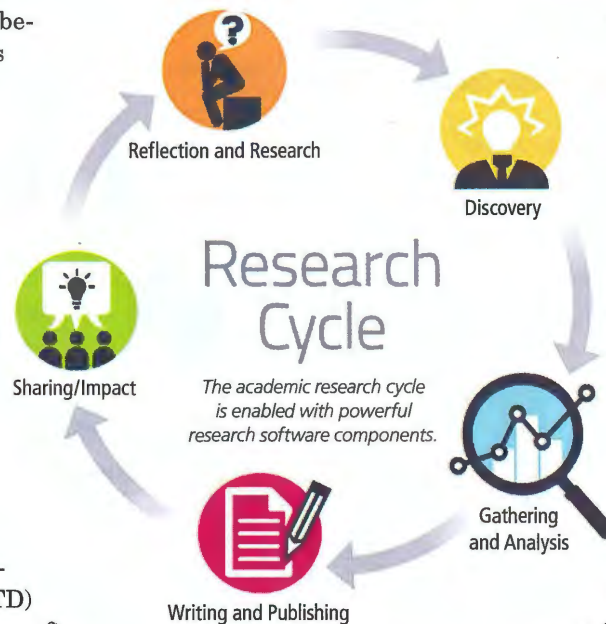 be-
s
?
Reflection and Research
Discovery
Research
Cycle
The academic research cycle
is enabled with powerful
research software components.
Sharing/Impact
Gathering
and Analysis
Writing and Publishing
-
TD)